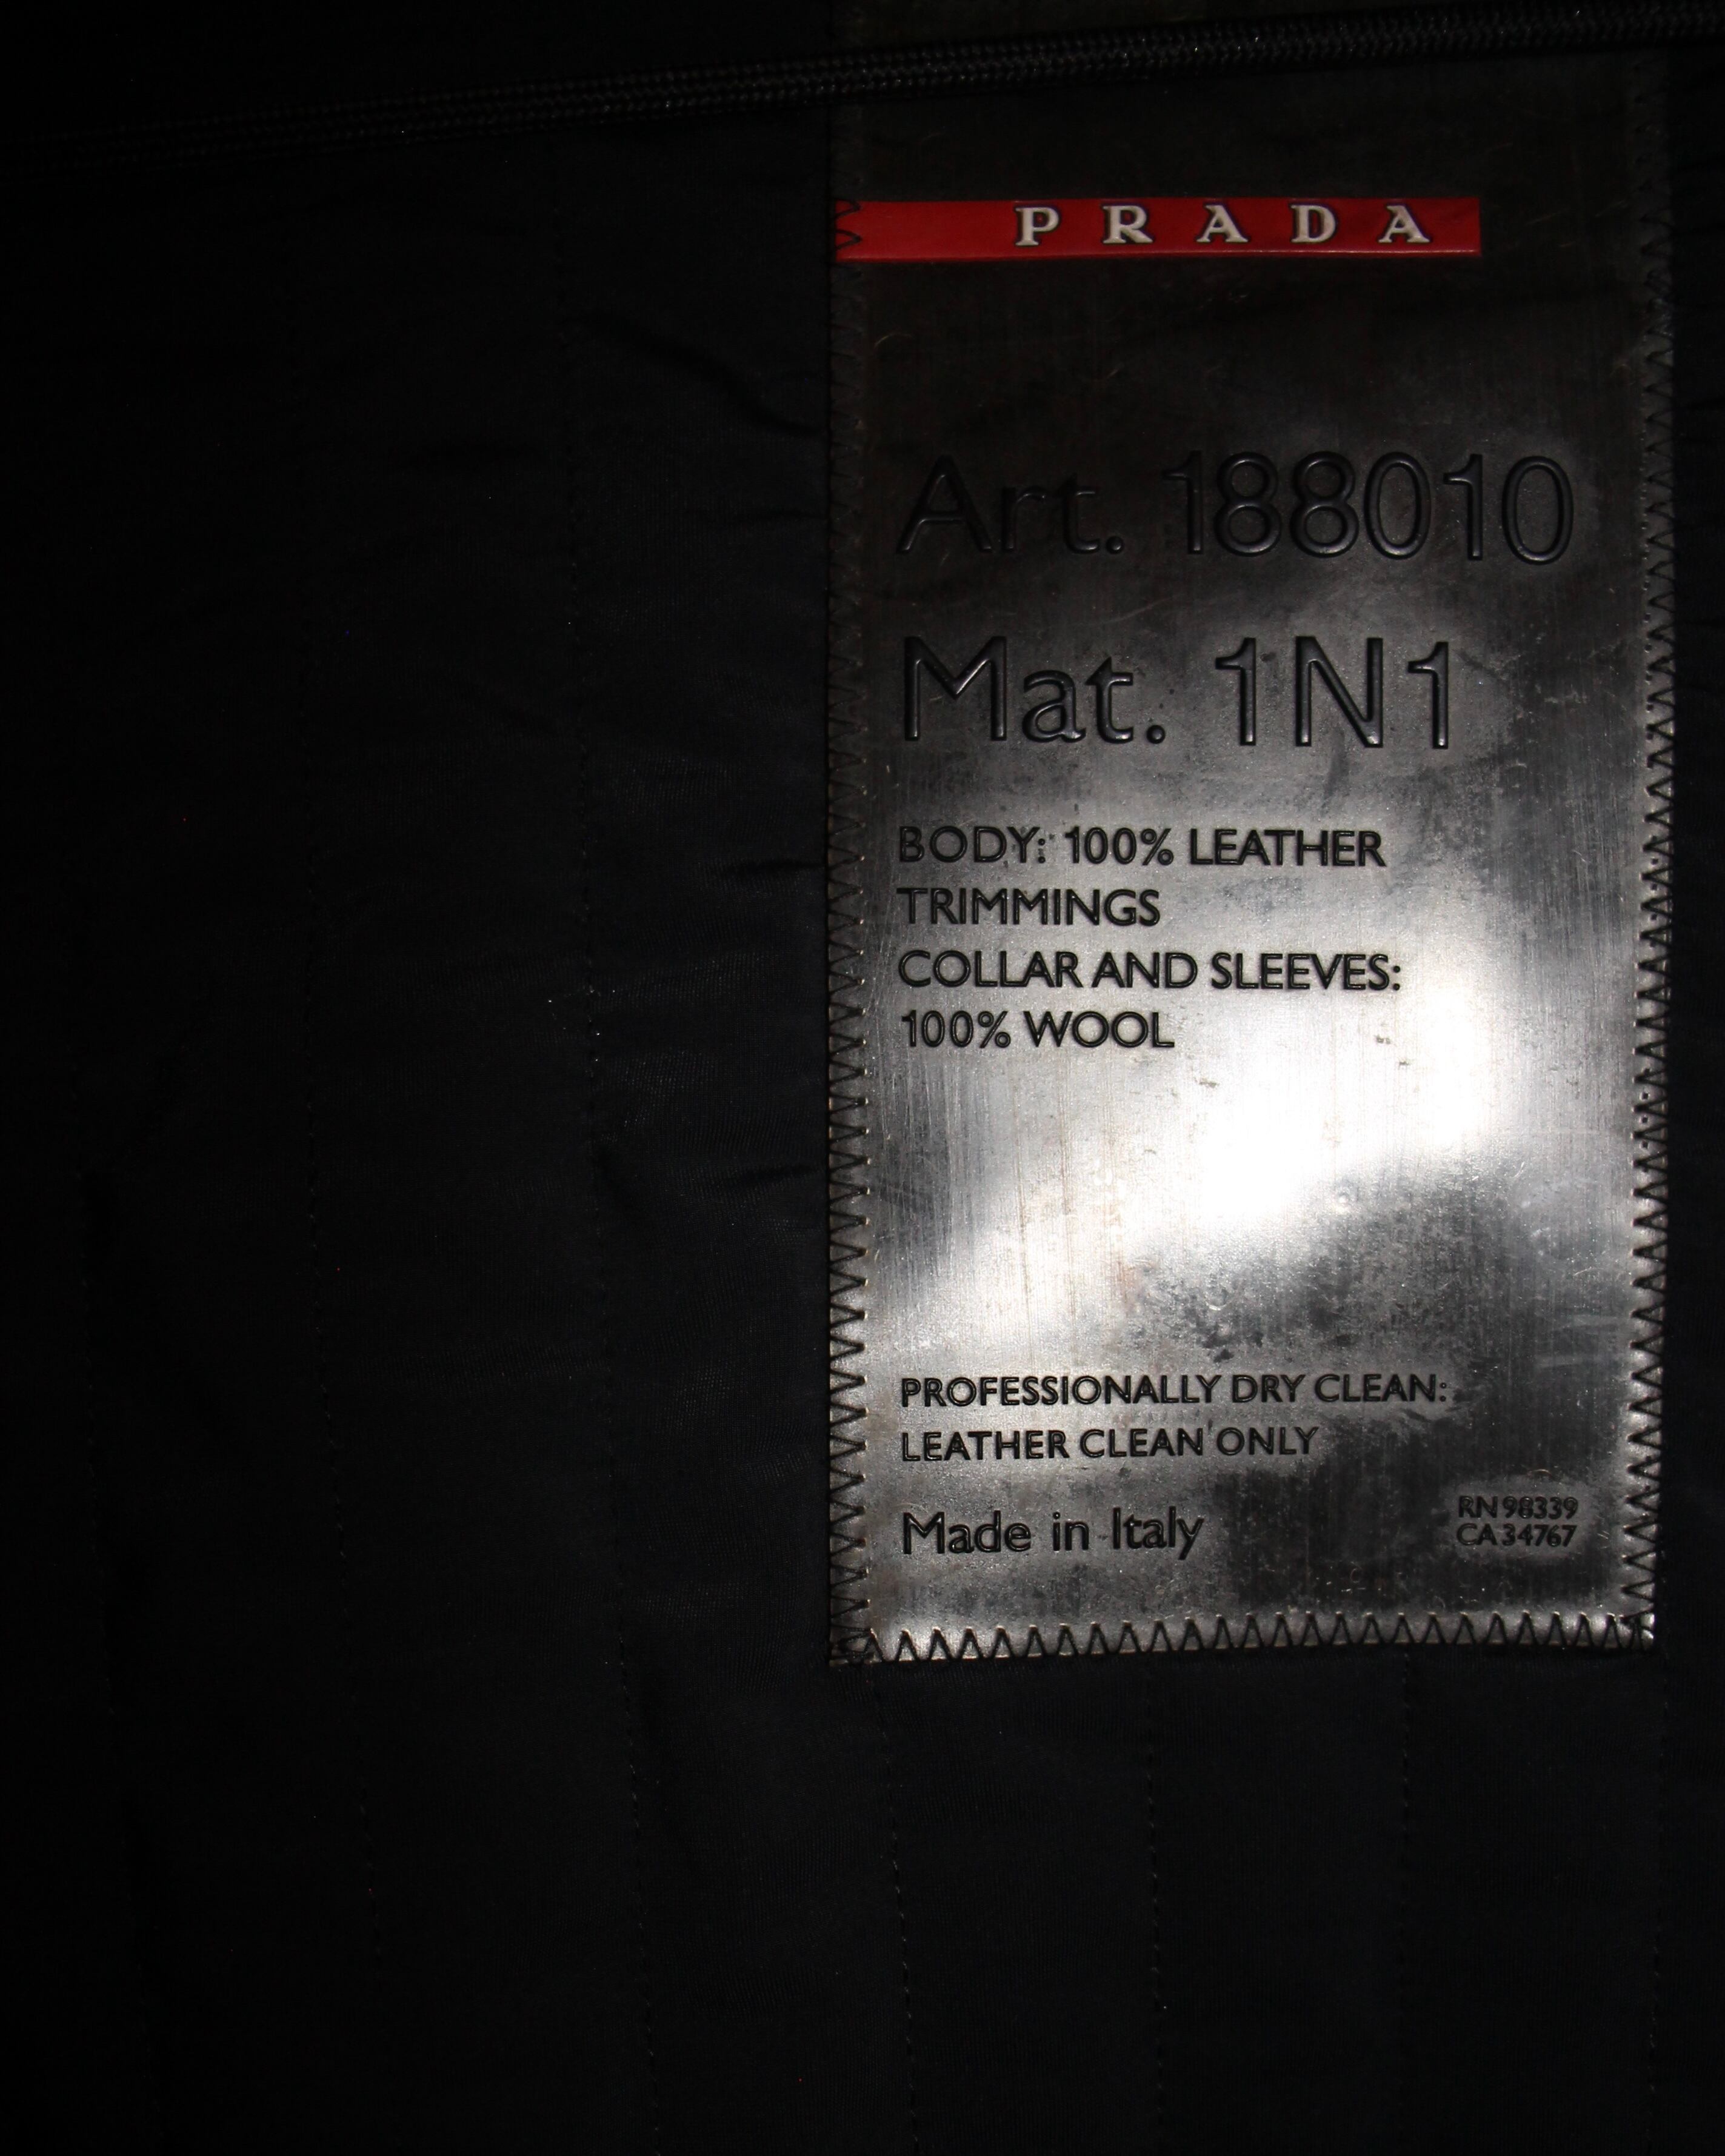 PRADA
Art. 188010
Mat. 1N1
BODY: 100% LEATHER
TRIMMINGS
COLLAR AND SLEEVES:
100% WOOL
PROFESSIONALLY DRY CLEAN:
LEATHER CLEAN ONLY
Made in Italy
RN 98339
CA 34767